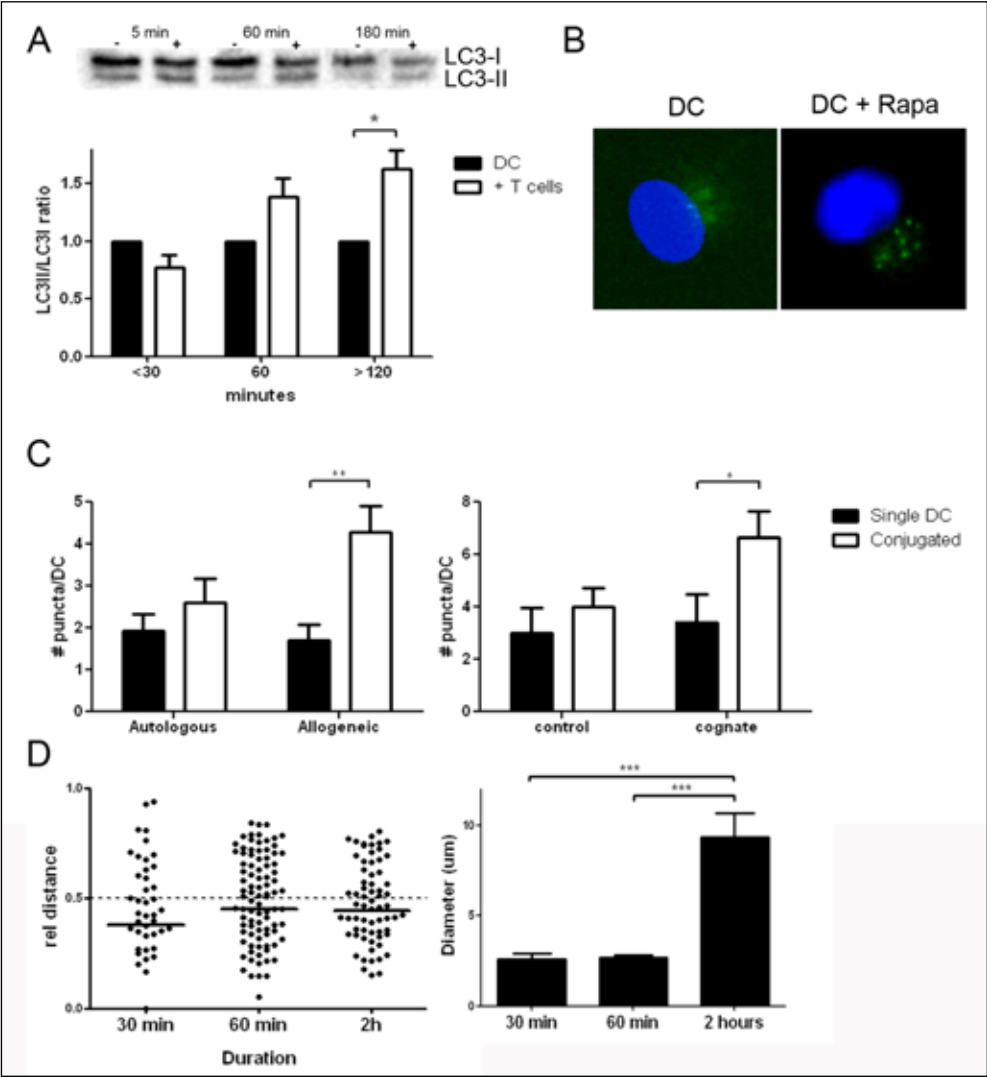 A
5 min 60 min 180 min
- + - + - +
LC3-I
LC3-II
*
DC
+ T cells
LC3II/LC3I ratio
1.5
1.0
0.5
0.0
<30 60 >120
minutes
B
DC DC + Rapa
C
**
#puncta/DC
5
4
3
2
1
0
Autologous Allogeneic
*
#puncta/DC
8
6
4
2
0
control cognate
Single DC
Conjugated
D
rel distance
1.0
0.5
0.0
30 min 60 min 2h
Duration
***
***
Diameter (um)
10
5
0
30 min 60 min 2 hours